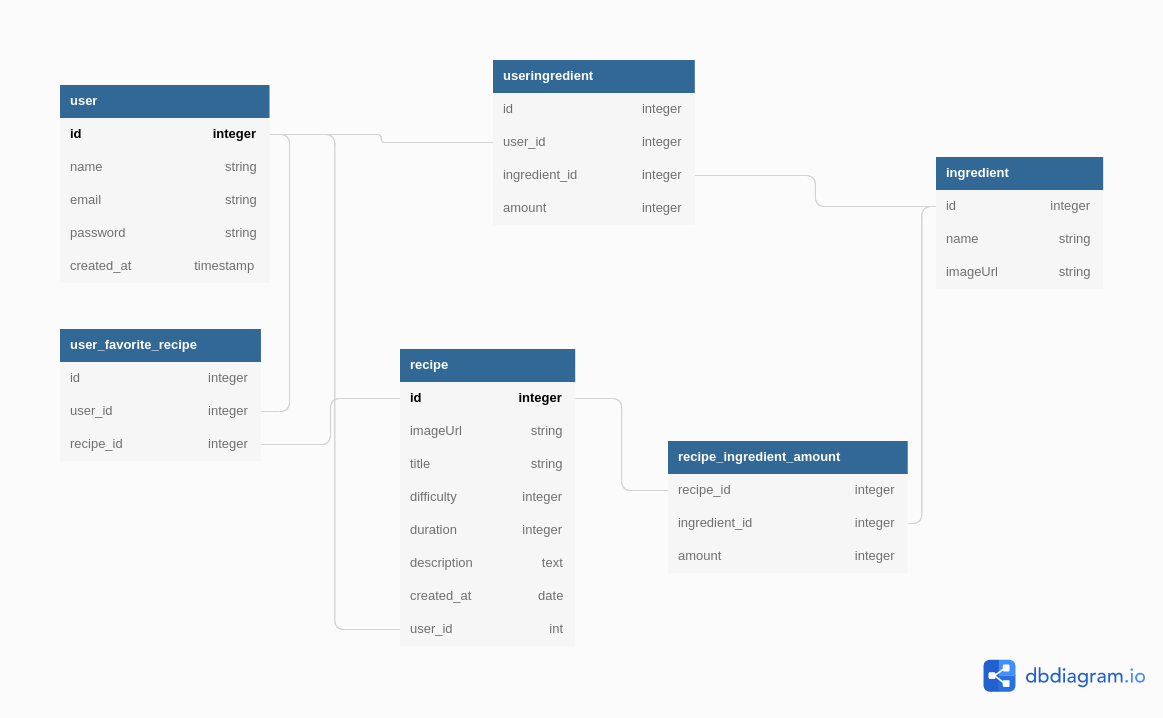 user
id integer
name string
email string
password string
created_at timestamp
useringredient
id integer
user_id integer
ingredient_id integer
amount integer
ingredient
id integer
name string
imageUrl string
user_favorite_recipe
id integer
user_id integer
recipe_id integer
recipe
id integer
imageUrl string
title string
difficulty integer
duration integer
description text
created_at date
user_id int
recipe_ingredient_amount
recipe_id integer
ingredient_id integer
amount integer
dbdiagram.io